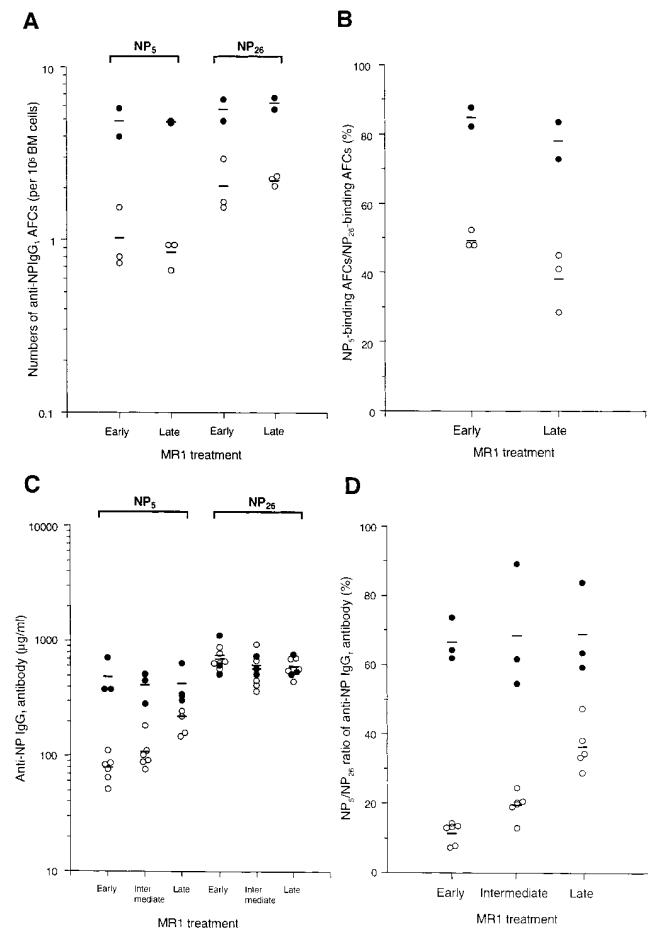 A
NP5
NP26
10
1
0.1
Numbers of anti-NPIgG1 AFCs (per 10⁶ BM cells)
Early
Late
Early
Late
MR1 treatment
B
100
80
60
40
20
0
NP5-binding AFCs/NP26-binding AFCs (%)
Early
Late
MR1 treatment
C
NP5
NP26
10000
1000
100
10
Anti-NP IgG1 antibody (µg/ml)
Early
Inter
mediate
Late
Early
Inter
mediate
Late
MR1 treatment
D
100
80
60
40
20
0
NP5/NP26 ratio of anti-NP IgG1 antibody (%)
Early
Intermediate
Late
MR1 treatment